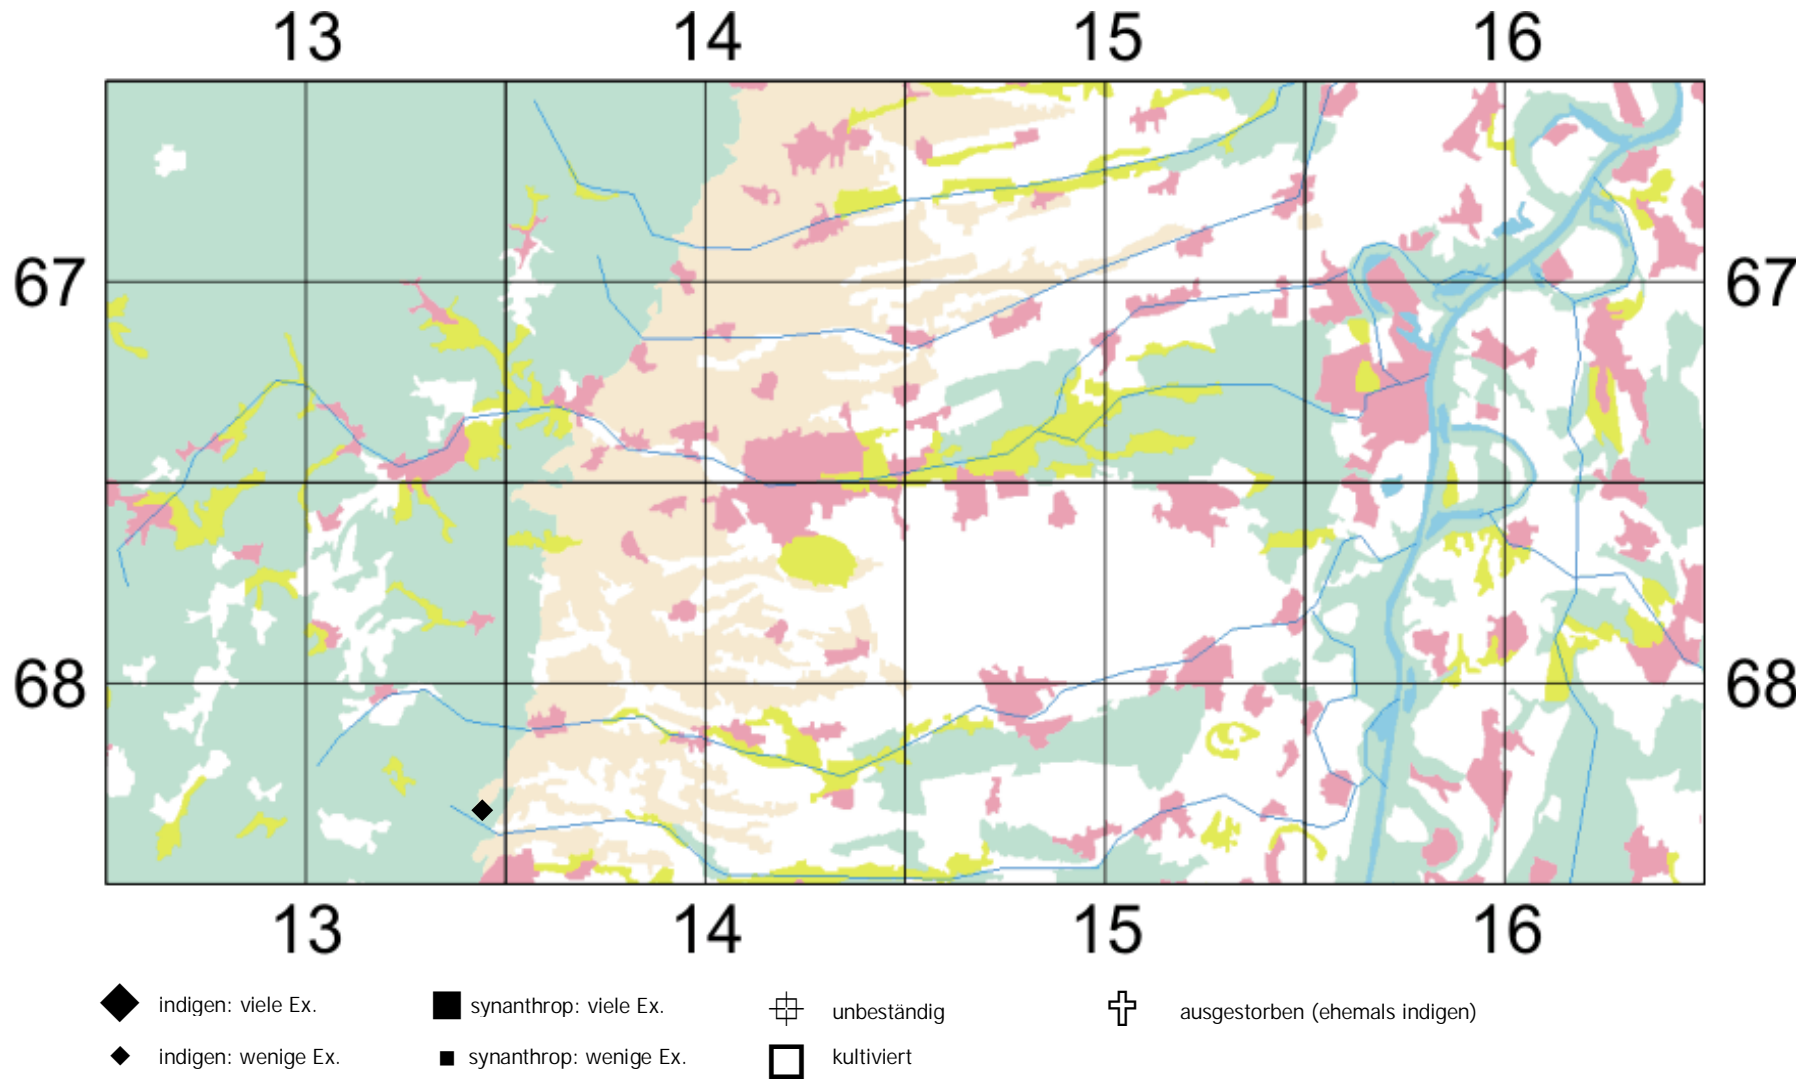 13 14 15 16
67 67
68 68
13 14 15 16
indigen: viele Ex. synanthrop: viele Ex. unbeständig ausgestorben (ehemals indigen)
indigen: wenige Ex. synanthrop: wenige Ex. kultiviert